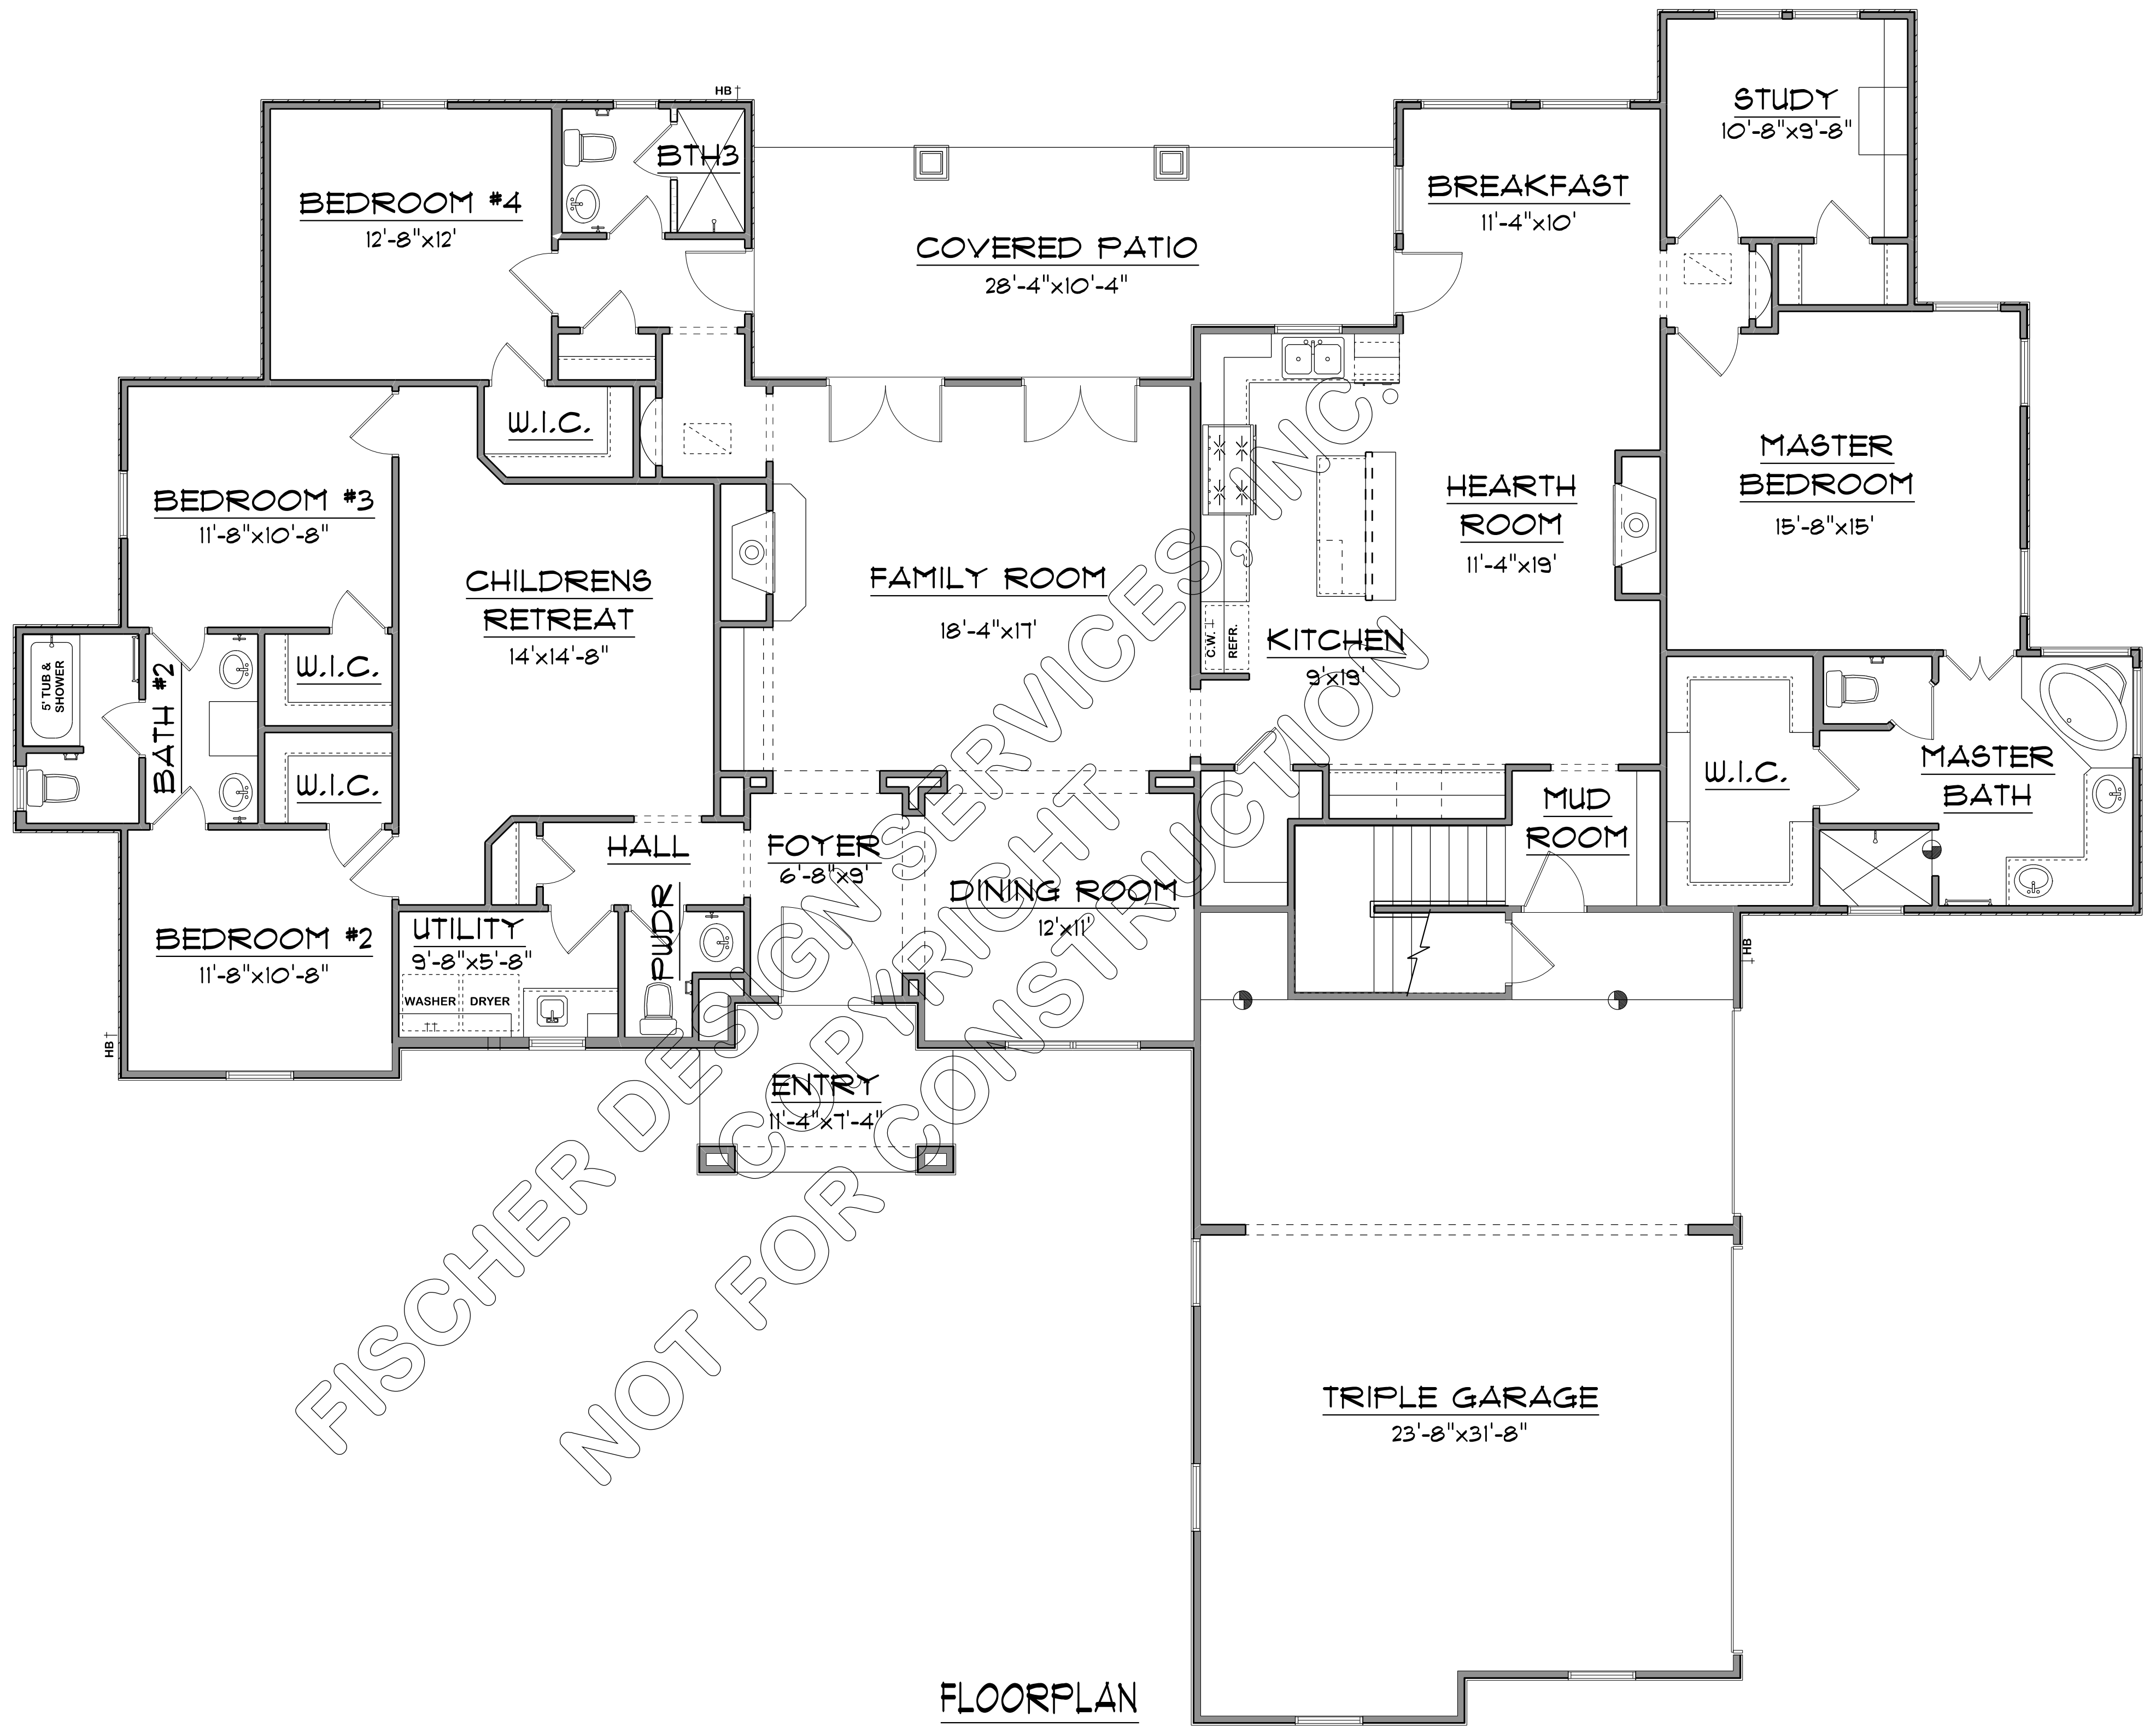 HB
STUDY
10'-8"x9'-8"
BTH3
BEDROOM #4
12'-8"x12'
BREAKFAST
11'-4"x10'
COVERED PATIO
28'-4"x10'-4"
W.I.C.
BEDROOM #3
11'-8"x10'-8"
MASTER
BEDROOM
15'-8"x15'
HEARTH
ROOM
11'-4"x19'
CHILDRENS
RETREAT
14'x14'-8"
FAMILY ROOM
18'-4"x17'
C.W.
REFR.
KITCHEN
9'x19'
5' TUB &
SHOWER
BATH #2
W.I.C.
W.I.C.
W.I.C.
MASTER
BATH
MUD
ROOM
HALL
FOYER
6'-8"x9'
DINING ROOM
12'x11'
BEDROOM #2
11'-8"x10'-8"
UTILITY
9'-8"x5'-8"
PWDR
WASHER
DRYER
HB
HB
ENTRY
11'-4"x7'-4"
FISCHER DESIGN SERVICES, INC.
COPYRIGHT
NOT FOR CONSTRUCTION
TRIPLE GARAGE
23'-8"x31'-8"
FLOORPLAN